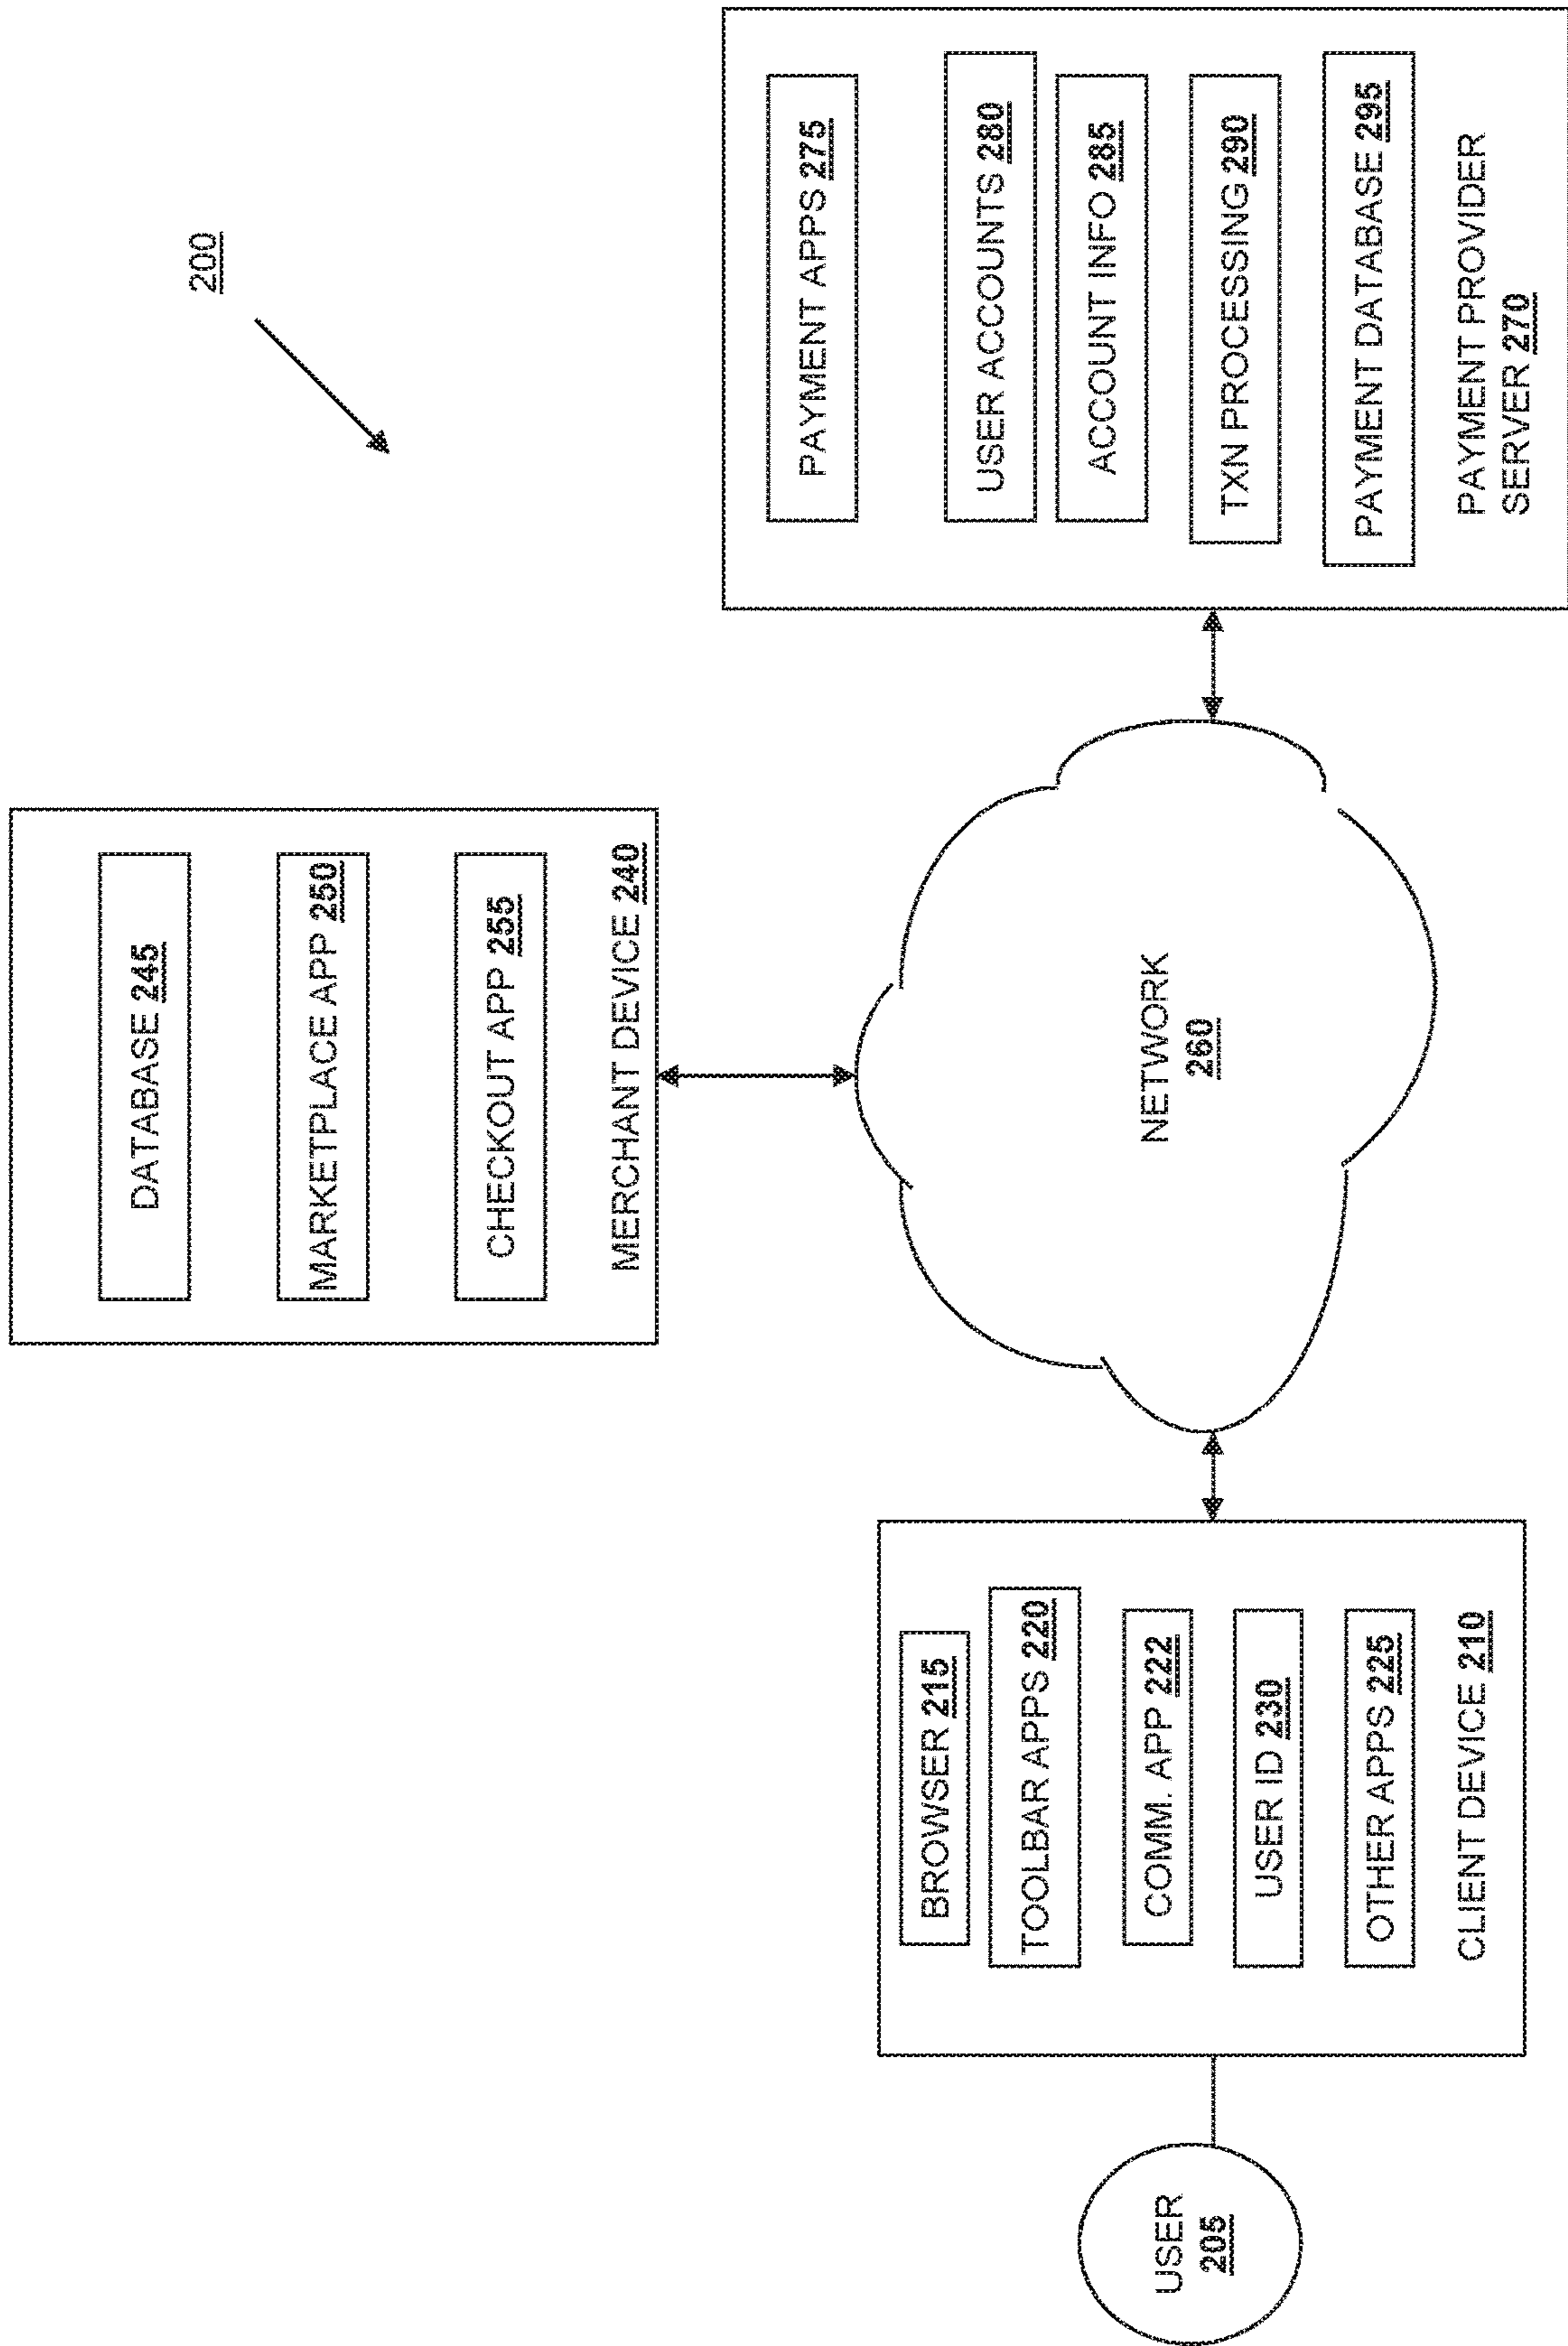 200
DATABASE 245
MARKETPLACE APP 250
CHECKOUT APP 255
MERCHANT DEVICE 240
USER
205
BROWSER 215
TOOLBAR APPS 220
COMM. APP 222
USER ID 230
OTHER APPS 225
CLIENT DEVICE 210
NETWORK
260
PAYMENT APPS 275
USER ACCOUNTS 280
ACCOUNT INFO 285
TXN PROCESSING 290
PAYMENT DATABASE 295
PAYMENT PROVIDER
SERVER 270